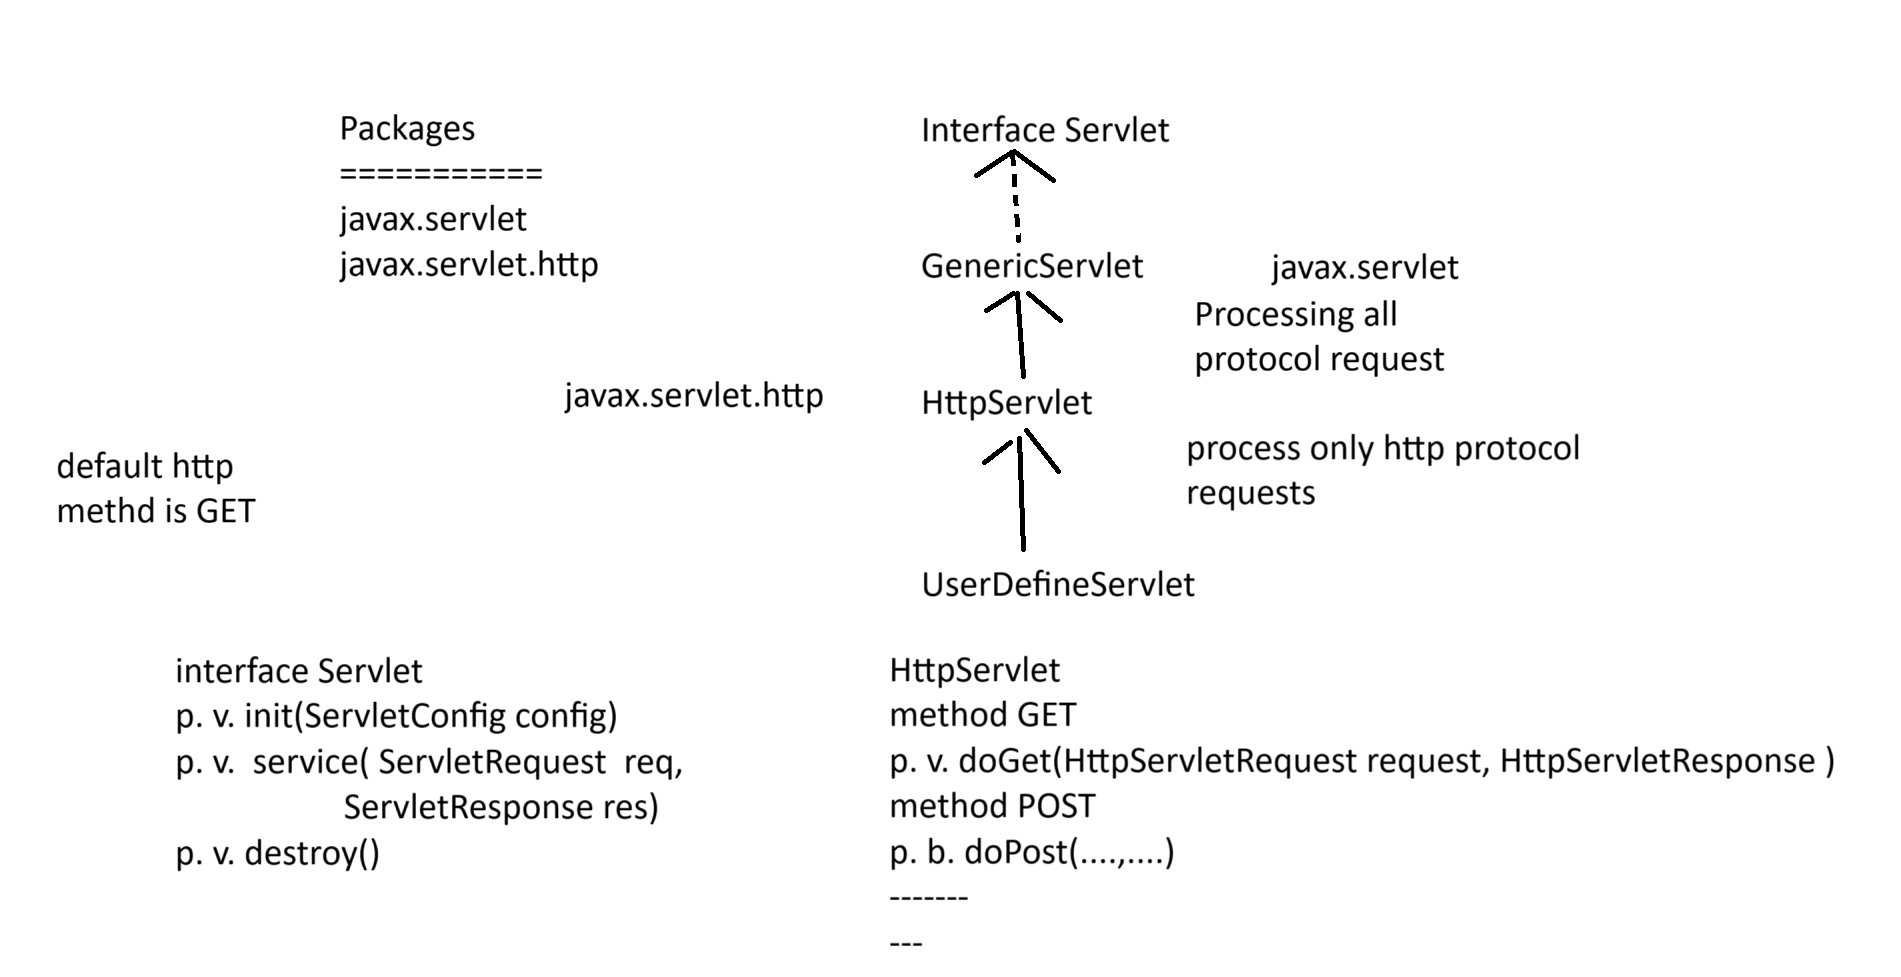 Packages
===========
javax.servlet
javax.servlet.http
Interface Servlet
GenericServlet
javax.servlet
Processing all
protocol request
javax.servlet.http
HttpServlet
process only http protocol
requests
default http
methd is GET
UserDefineServlet
interface Servlet
p. v. init(ServletConfig config)
p. v.  service( ServletRequest  req,
ServletResponse res)
p. v. destroy()
HttpServlet
method GET
p. v. doGet(HttpServletRequest request, HttpServletResponse )
method POST
p. b. doPost(....,....)
-------
---